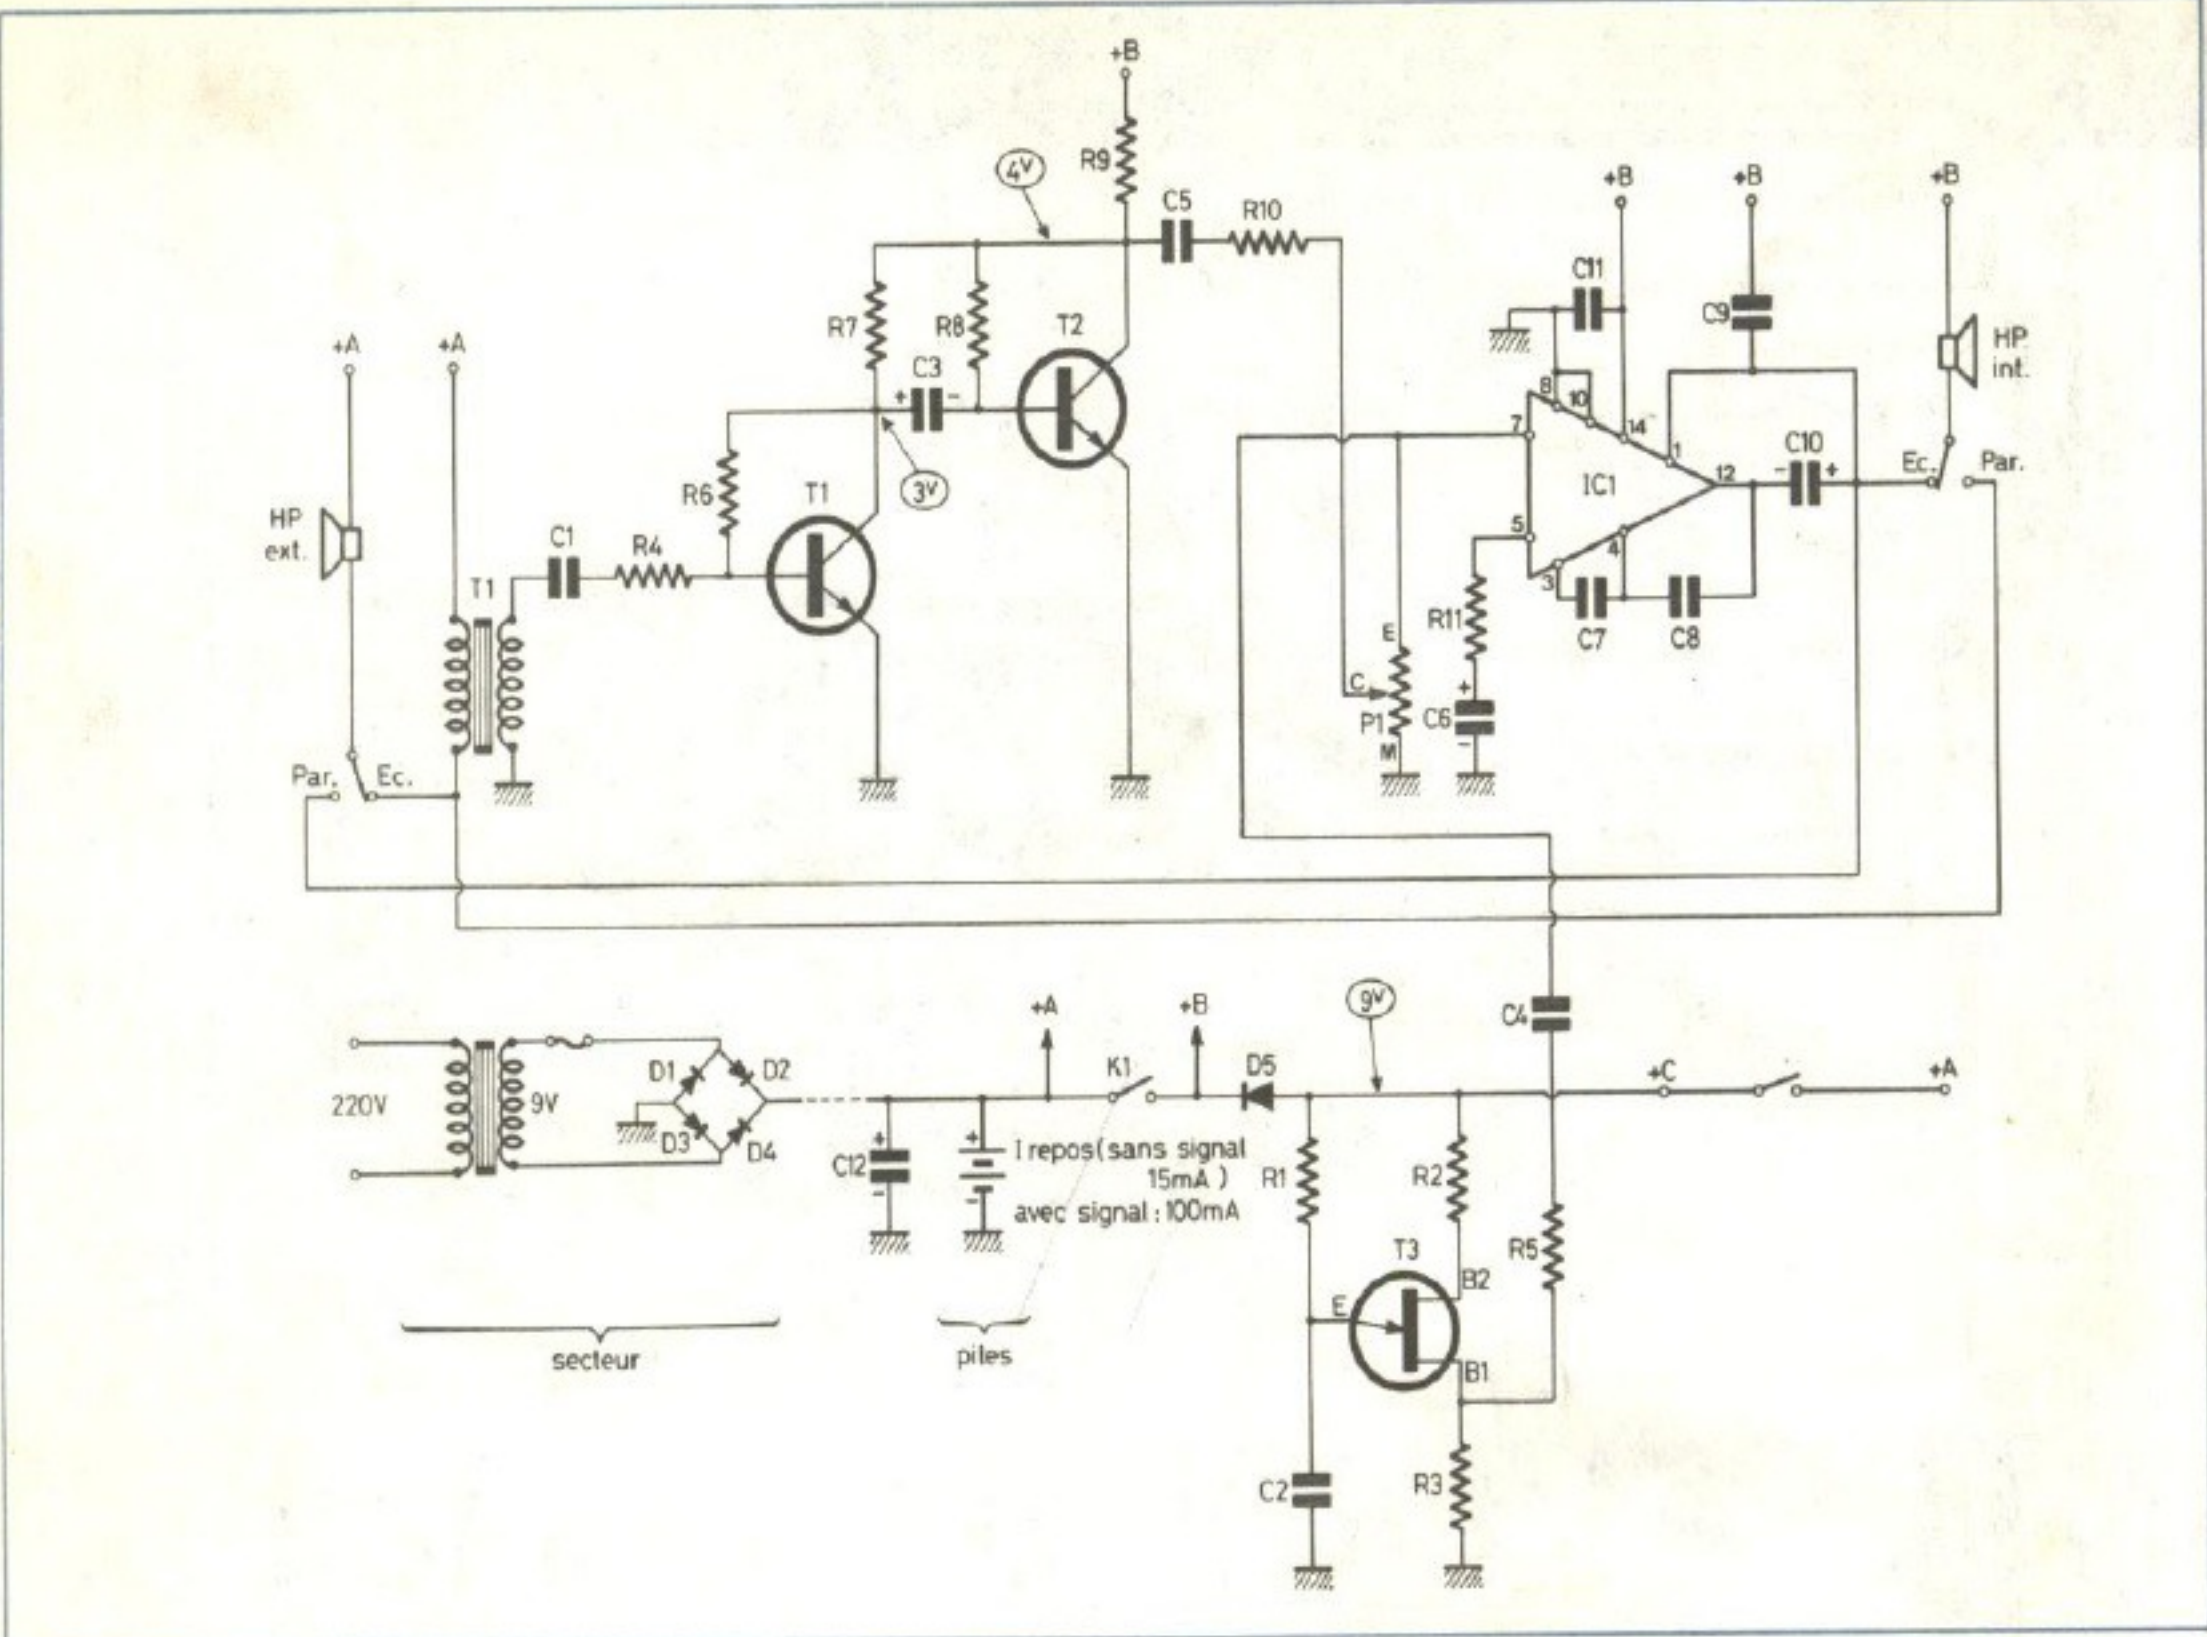 +B
R9
4V
C5
R10
+B
+B
+B
C11
C9
HP
int.
+A
+A
R7
R8
T2
C3
+
-
8
10
14
1
7
R6
T1
3V
IC1
12
C10
-
+
Ec.
Par.
HP
ext.
C1
R4
5
4
3
T1
R11
C7
C8
E
C
P1
M
+
C6
-
Par.
Ec.
+A
+B
9V
C4
D1
D2
K1
D5
+C
+A
220V
9V
D3
D4
+
C12
-
+
-
I repos(sans signal
15mA)
avec signal:100mA
R1
R2
T3
R5
B2
E
B1
secteur
piles
C2
R3